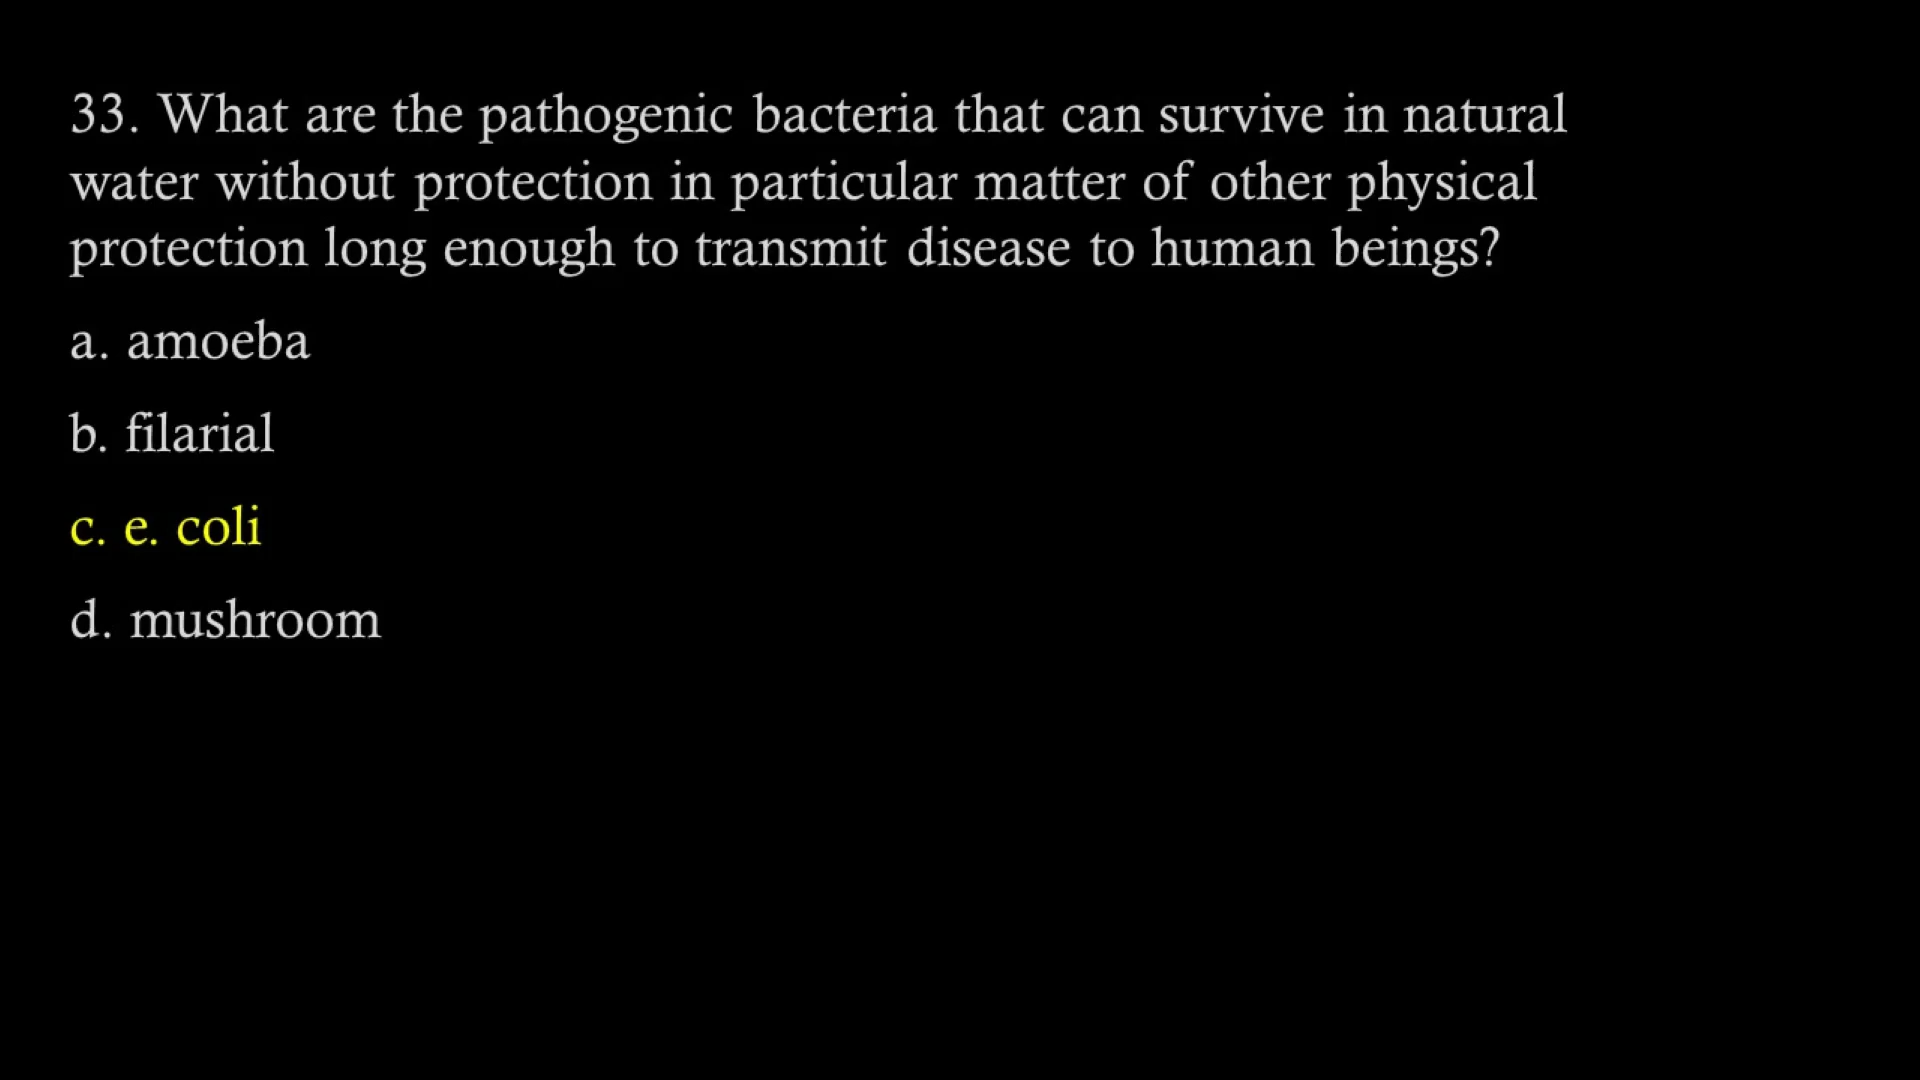 33. What are the pathogenic bacteria that can survive in natural
water without protection in particular matter of other physical
protection long enough to transmit disease to human beings?
a. amoeba
b. filarial
c. e. coli
d. mushroom